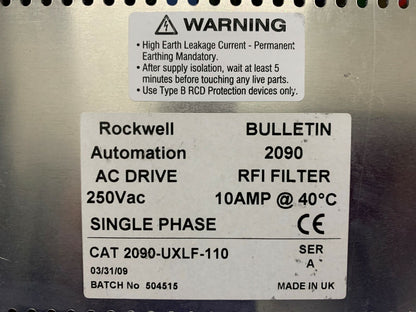 ⚠ WARNING
• High Earth Leakage Current - Permanent
Earthing Mandatory.
• After supply isolation, wait at least 5
minutes before touching any live parts.
• Use Type B RCD Protection devices only.
Rockwell BULLETIN
Automation 2090
AC DRIVE RFI FILTER
250Vac 10AMP @ 40°C
SINGLE PHASE CE
CAT 2090-UXLF-110 SER
A
03/31/09
BATCH No 504515 MADE IN UK